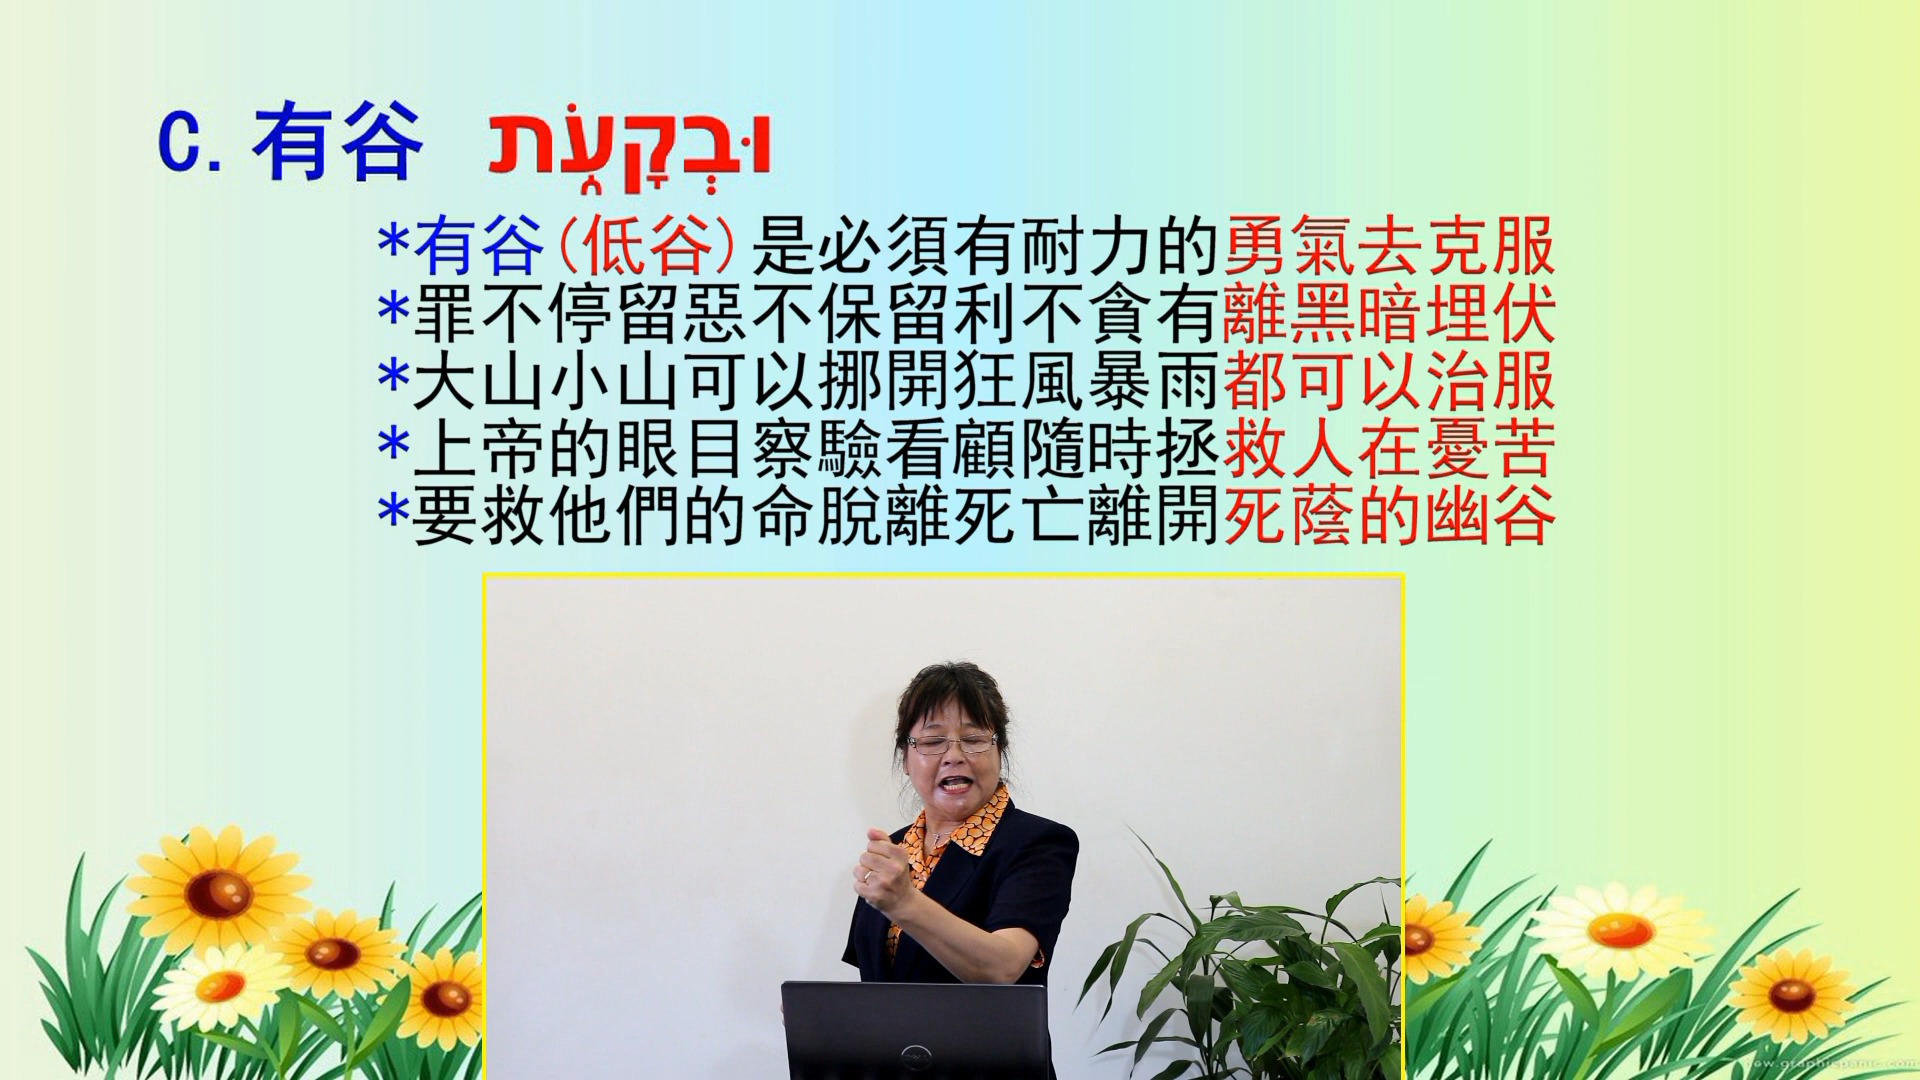 C.有谷 וּבְקָעֹ֑ת
*有谷(低谷)是必須有耐力的勇氣去克服
*罪不停留惡不保留利不貪有離黑暗埋伏
*大山小山可以挪開狂風暴雨都可以治服
*上帝的眼目察驗看顧隨時拯救人在憂苦
*要救他們的命脫離死亡離開死蔭的幽谷
DELL